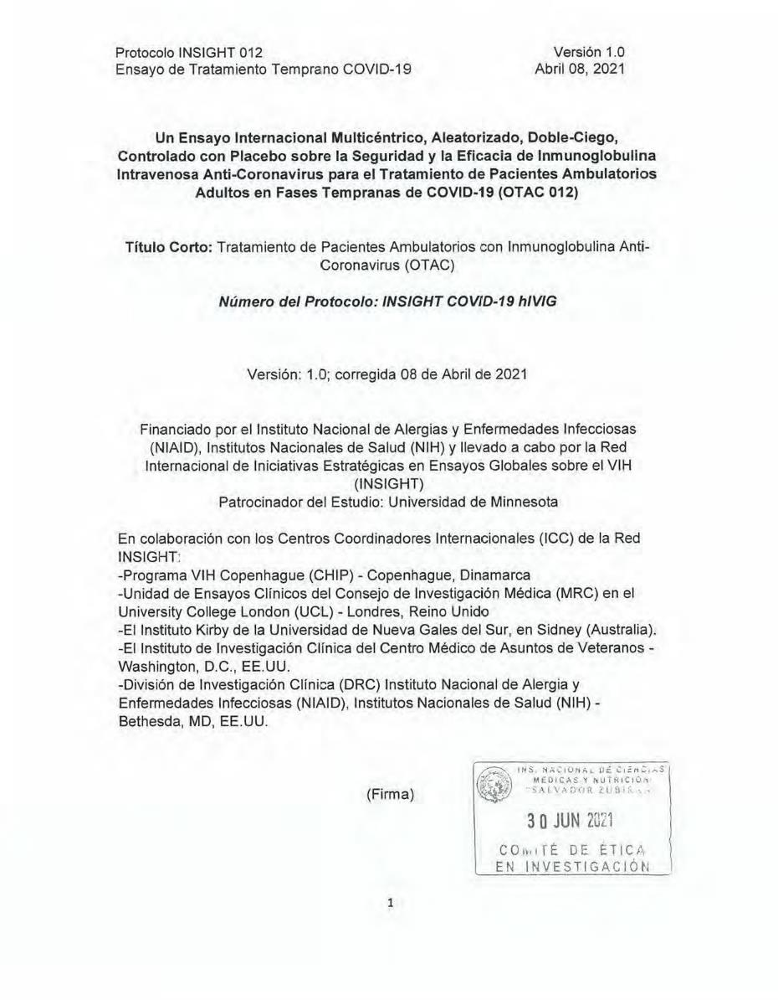 Protocolo INSIGHT 012
Versión 1.0
Ensayo de Tratamiento Temprano COVID-19
Abril 08, 2021
Un Ensayo Internacional Multicéntrico, Aleatorizado, Doble-Ciego,
Controlado con Placebo sobre la Seguridad y la Eficacia de Inmunoglobulina
Intravenosa Anti-Coronavirus para el Tratamiento de Pacientes Ambulatorios
Adultos en Fases Tempranas de COVID-19 (OTAC 012)
Título Corto: Tratamiento de Pacientes Ambulatorios con Inmunoglobulina Anti-
Coronavirus (OTAC)
Número del Protocolo: INSIGHT COVID-19 hIVIG
Versión: 1.0; corregida 08 de Abril de 2021
Financiado por el Instituto Nacional de Alergias y Enfermedades Infecciosas
(NIAID), Institutos Nacionales de Salud (NIH) y llevado a cabo por la Red
Internacional de Iniciativas Estratégicas en Ensayos Globales sobre el VIH
(INSIGHT)
Patrocinador del Estudio: Universidad de Minnesota
En colaboración con los Centros Coordinadores Internacionales (ICC) de la Red
INSIGHT:
-Programa VIH Copenhague (CHIP) - Copenhague, Dinamarca
-Unidad de Ensayos Clínicos del Consejo de Investigación Médica (MRC) en el
University College London (UCL) - Londres, Reino Unido
-El Instituto Kirby de la Universidad de Nueva Gales del Sur, en Sidney (Australia).
-El Instituto de Investigación Clínica del Centro Médico de Asuntos de Veteranos -
Washington, D.C., EE.UU.
-División de Investigación Clínica (DRC) Instituto Nacional de Alergia y
Enfermedades Infecciosas (NIAID), Institutos Nacionales de Salud (NIH) -
Bethesda, MD, EE.UU.
(Firma)
INS. NACIONAL DE CIENCIAS
MEDICAS Y NUTRICION
"SALVADOR
30 JUN 2021
COMITÉ DE ÉTICA
EN INVESTIGACIÓN
1